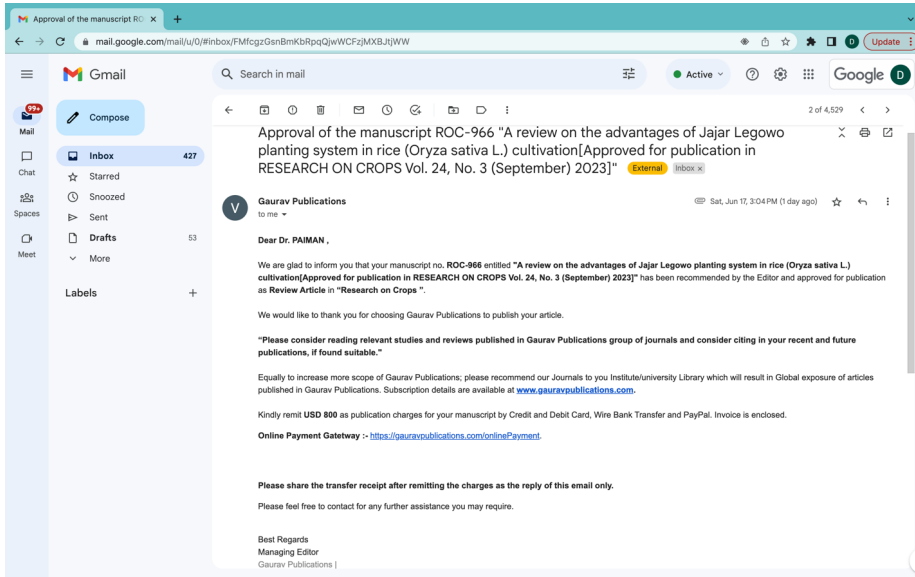 Approval of the manuscript RO
mail.google.com/mail/u/0/#inbox/FMfcgzGsnBmKbRpqQjwWCFzjMXBJtjWW
Update
Gmail
Search in mail
Active
Google
D
99+
Mail
Chat
Spaces
Meet
Compose
Inbox 427
Starred
Snoozed
Sent
Drafts 53
More
Labels
2 of 4,529
Approval of the manuscript ROC-966 "A review on the advantages of Jajar Legowo
planting system in rice (Oryza sativa L.) cultivation[Approved for publication in
RESEARCH ON CROPS Vol. 24, No. 3 (September) 2023]" External Inbox x
V
Gaurav Publications
Sat, Jun 17, 3:04 PM (1 day ago)
to me
Dear Dr. PAIMAN ,
We are glad to inform you that your manuscript no. ROC-966 entitled "A review on the advantages of Jajar Legowo planting system in rice (Oryza sativa L.)
cultivation[Approved for publication in RESEARCH ON CROPS Vol. 24, No. 3 (September) 2023]" has been recommended by the Editor and approved for publication
as Review Article in “Research on Crops ”.
We would like to thank you for choosing Gaurav Publications to publish your article.
“Please consider reading relevant studies and reviews published in Gaurav Publications group of journals and consider citing in your recent and future
publications, if found suitable.”
Equally to increase more scope of Gaurav Publications; please recommend our Journals to you Institute/university Library which will result in Global exposure of articles
published in Gaurav Publications. Subscription details are available at www.gauravpublications.com.
Kindly remit USD 800 as publication charges for your manuscript by Credit and Debit Card, Wire Bank Transfer and PayPal. Invoice is enclosed.
Online Payment Gatetway :- https://gauravpublications.com/onlinePayment.
Please share the transfer receipt after remitting the charges as the reply of this email only.
Please feel free to contact for any further assistance you may require.
Best Regards
Managing Editor
Gaurav Publications |